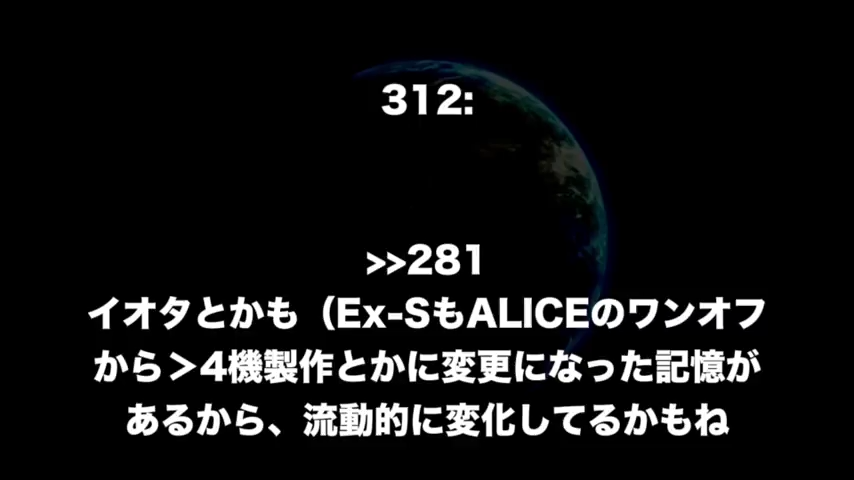 312:
>>281
イオタとかも（Ex-SもALICEのワンオフ
から＞4機製作とかに変更になった記憶が
あるから、流動的に変化してるかもね